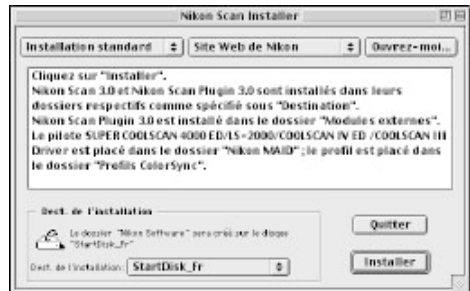 Nikon Scan Installer
Installation standard
Site Web de Nikon
Ouvrez-moi...
Cliquez sur "Installer".
Nikon Scan 3.0 et Nikon Scan Plugin 3.0 sont installés dans leurs
dossiers respectifs comme spécifié sous "Destination".
Nikon Scan Plugin 3.0 est installé dans le dossier "Modules externes".
Le pilote SUPER COOLSCAN 4000 ED/LS-2000/COOLSCAN IV ED /COOLSCAN III
Driver est placé dans le dossier "Nikon MAID" ; le profil est placé dans
le dossier "Profils ColorSync".
Dest. de l'installation
Le dossier "Nikon Software" sera créé sur le disque
"StartDisk_Fr"
Dest. de l'installation: StartDisk_Fr
Quitter
Installer